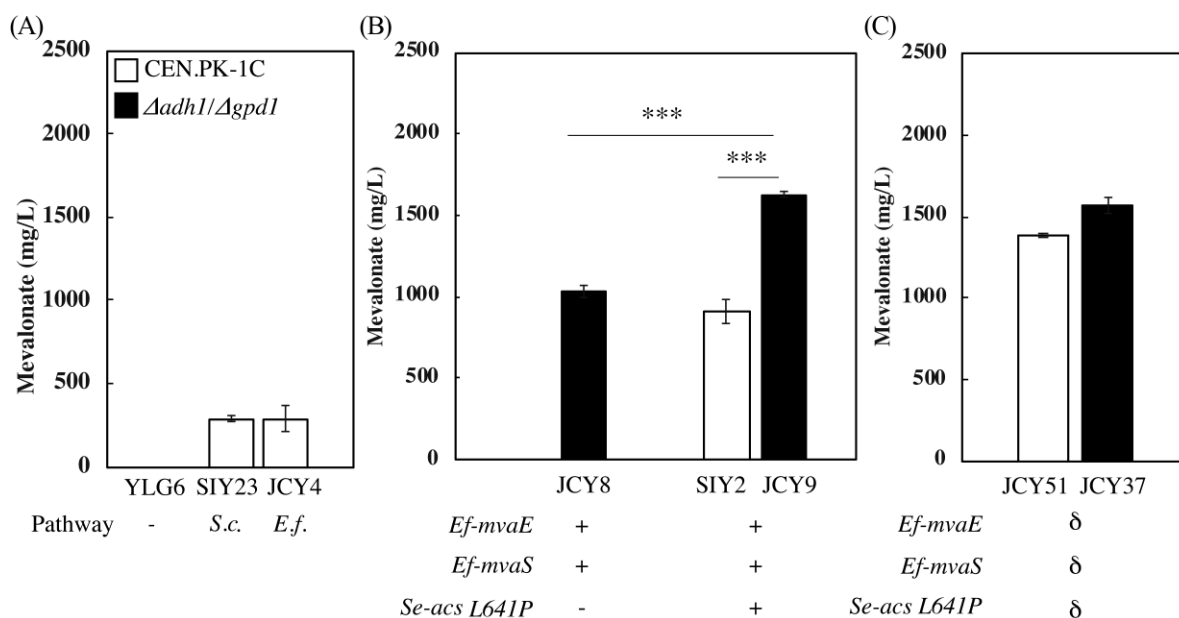 (A)
2500
2000
1500
1000
500
0
Mevalonate (mg/L)
CEN.PK-1C
Δadh1/Δgpd1
YLG6 SIY23 JCY4
Pathway - S.c. E.f.
(B)
2500
2000
1500
1000
500
0
Mevalonate (mg/L)
***
***
JCY8 SIY2 JCY9
Ef-mvaE + +
Ef-mvaS + +
Se-acs L641P - +
(C)
2500
2000
1500
1000
500
0
Mevalonate (mg/L)
JCY51 JCY37
Ef-mvaE δ
Ef-mvaS δ
Se-acs L641P δ